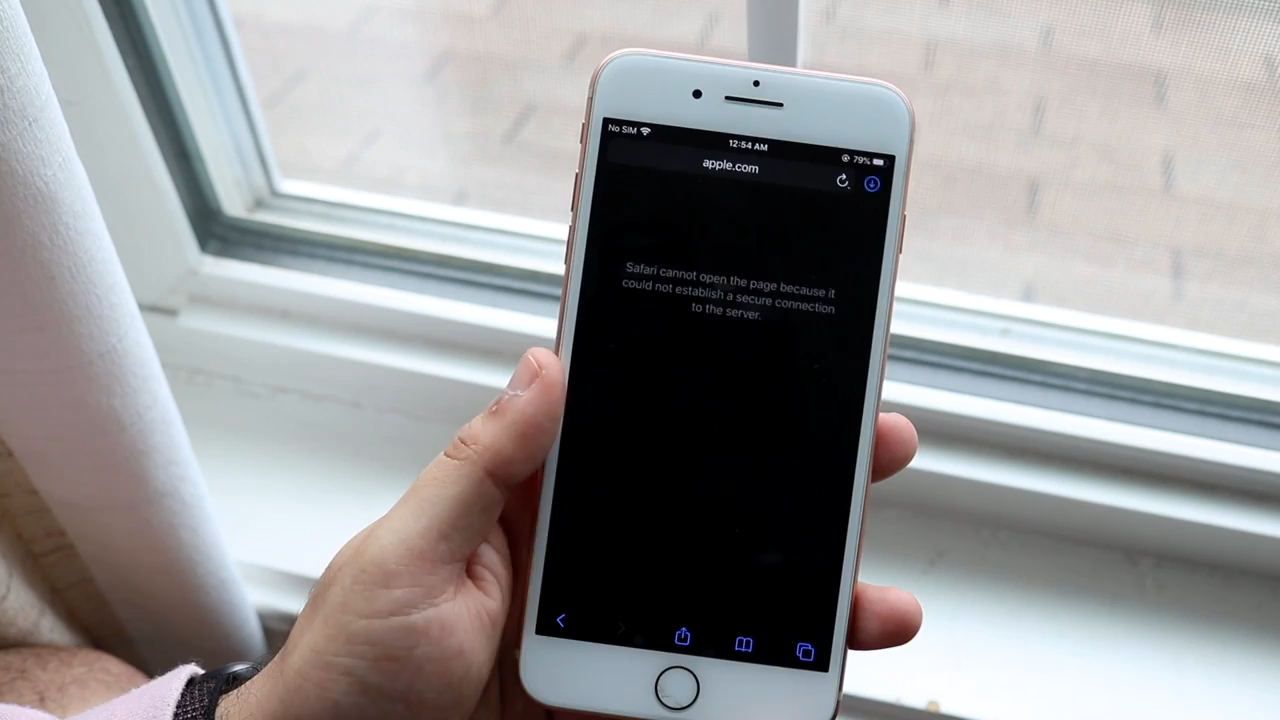 No SIM
12:54 AM
79%
apple.com
Safari cannot open the page because it
could not establish a secure connection
to the server.